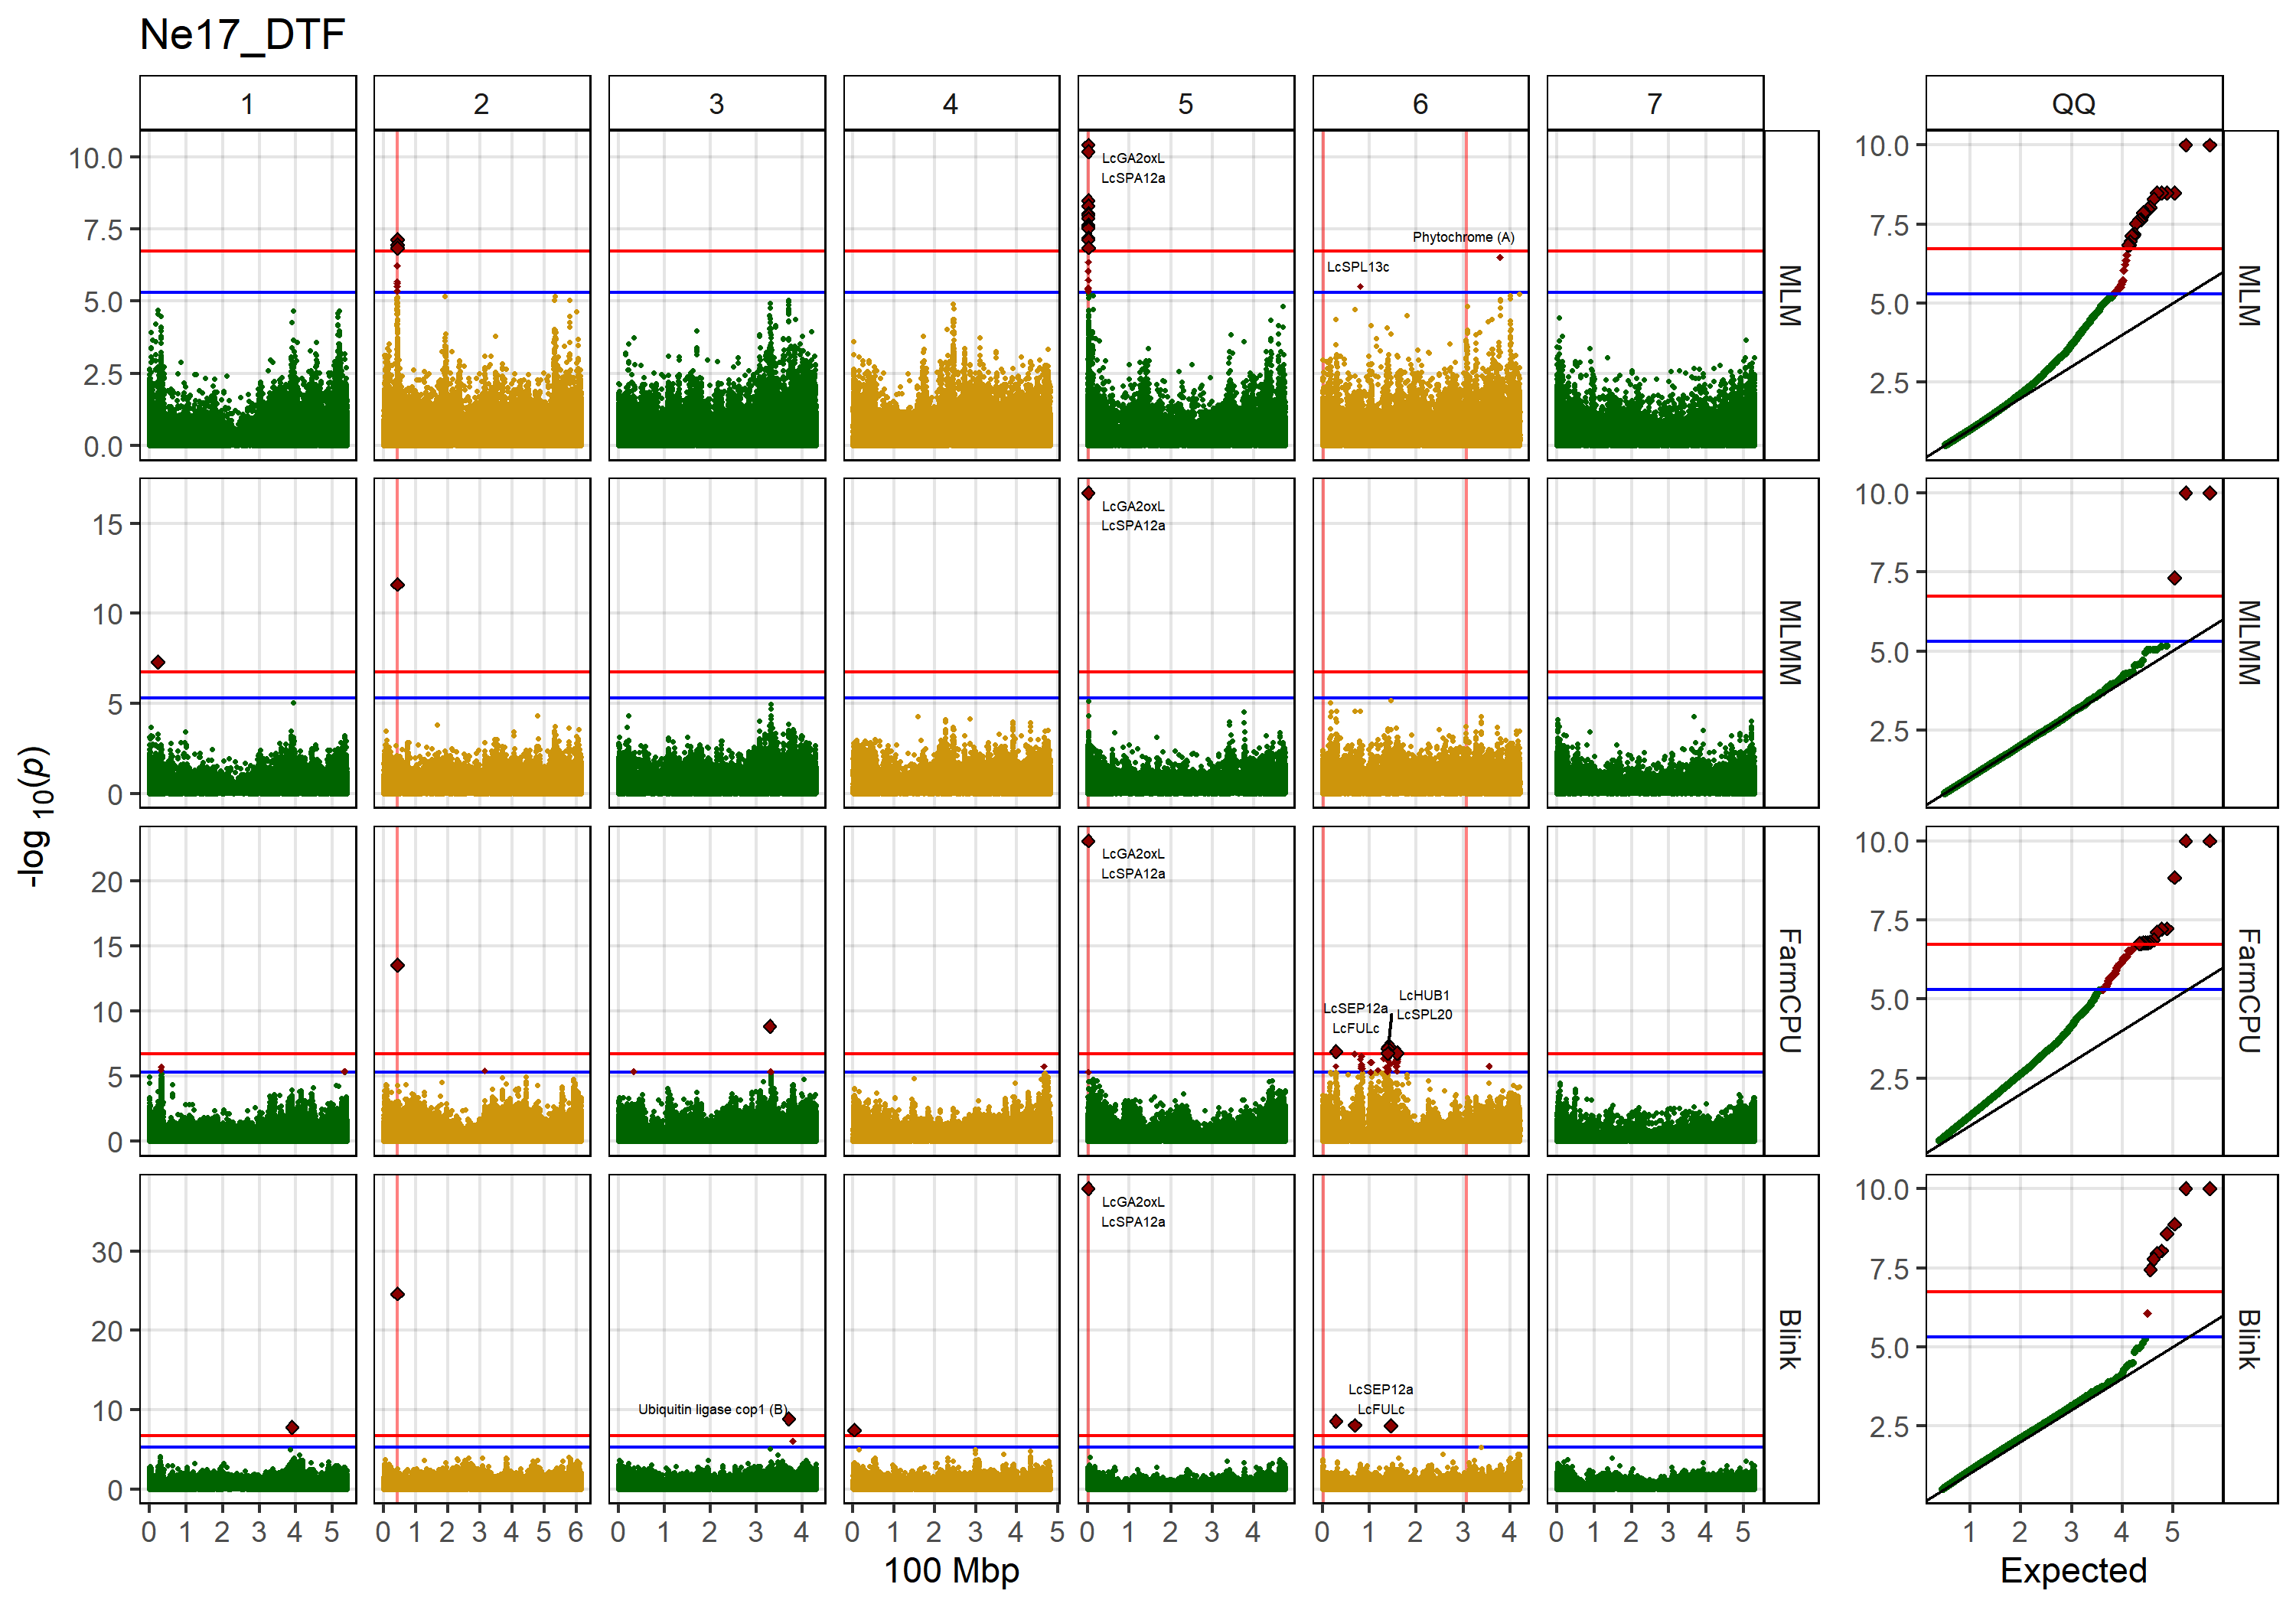 Ne17_DTF
1 2 3 4 5 6 7 QQ
10.0
7.5
5.0
2.5
0.0
LcGA2oxL
LcSPA12a
Phytochrome (A)
LcSPL13c
MLM
10.0
7.5
5.0
2.5
MLM
15
10
5
0
LcGA2oxL
LcSPA12a
MLMM
10.0
7.5
5.0
2.5
MLMM
-log 10(p)
20
15
10
5
0
LcGA2oxL
LcSPA12a
LcHUB1
LcSEP12a
LcSPL20
LcFULc
FarmCPU
10.0
7.5
5.0
2.5
FarmCPU
30
20
10
0
LcGA2oxL
LcSPA12a
Ubiquitin ligase cop1 (B)
LcSEP12a
LcFULc
Blink
10.0
7.5
5.0
2.5
Blink
0 1 2 3 4 5 0 1 2 3 4 5 6 0 1 2 3 4 0 1 2 3 4 5 0 1 2 3 4 0 1 2 3 4 0 1 2 3 4 5 1 2 3 4 5
100 Mbp
Expected